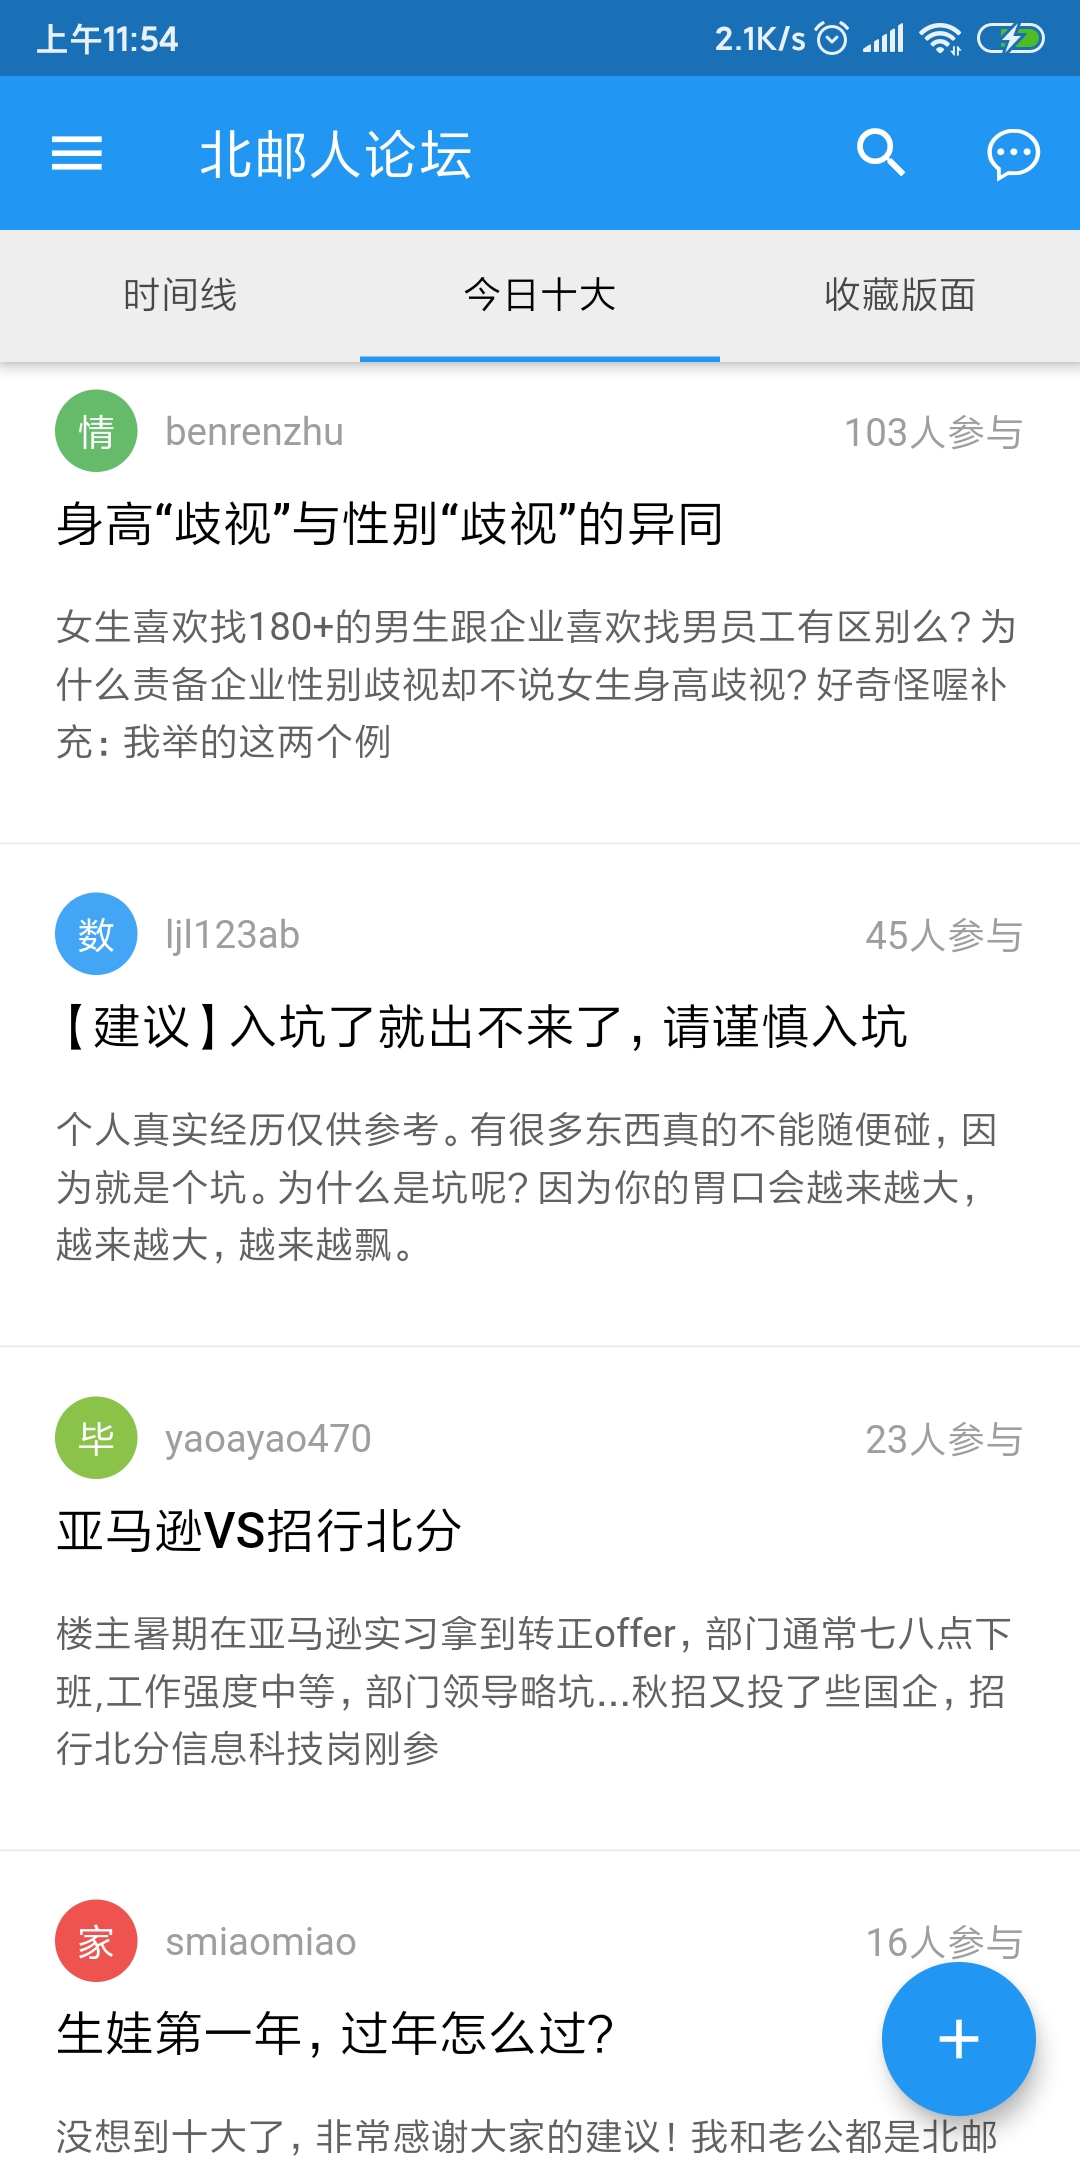 上午11:54
2.1K/s
北邮人论坛
时间线
今日十大
收藏版面
情
benrenzhu
103人参与
身高“歧视”与性别“歧视”的异同
女生喜欢找180+的男生跟企业喜欢找男员工有区别么？为
什么责备企业性别歧视却不说女生身高歧视？好奇怪喔补
充：我举的这两个例
数
ljl123ab
45人参与
【建议】入坑了就出不来了，请谨慎入坑
个人真实经历仅供参考。有很多东西真的不能随便碰，因
为就是个坑。为什么是坑呢？因为你的胃口会越来越大，
越来越大，越来越飘。
毕
yaoayao470
23人参与
亚马逊VS招行北分
楼主暑期在亚马逊实习拿到转正offer，部门通常七八点下
班,工作强度中等，部门领导略坑...秋招又投了些国企，招
行北分信息科技岗刚参
家
smiaomiao
16人参与
生娃第一年，过年怎么过？
没想到十大了，非常感谢大家的建议！我和老公都是北邮